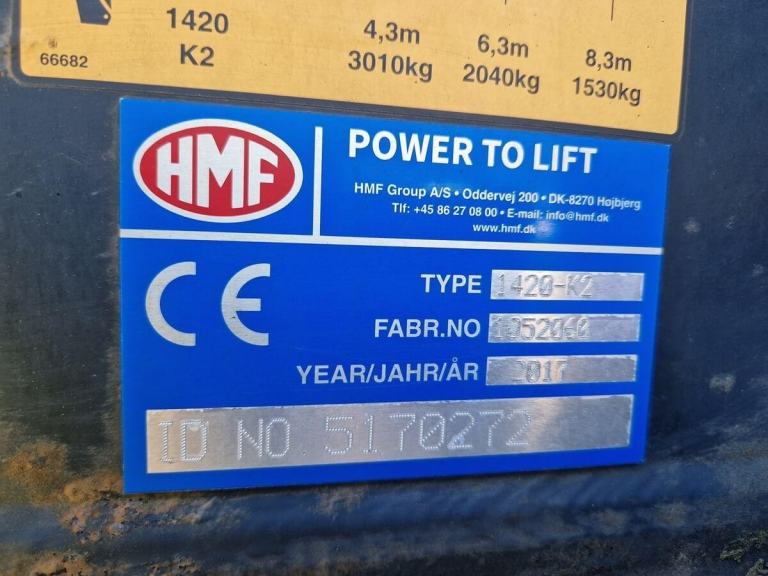 1420
K2
66682
4,3m
3010kg
6,3m
2040kg
8,3m
1530kg
HMF
POWER TO LIFT
HMF Group A/S • Oddervej 200 • DK-8270 Højbjerg
Tlf: +45 86 27 08 00 • E-mail: info@hmf.dk
www.hmf.dk
CE
TYPE 1420-K2
FABR.NO 1052060
YEAR/JAHR/ÅR 2017
ID NO. 5170272